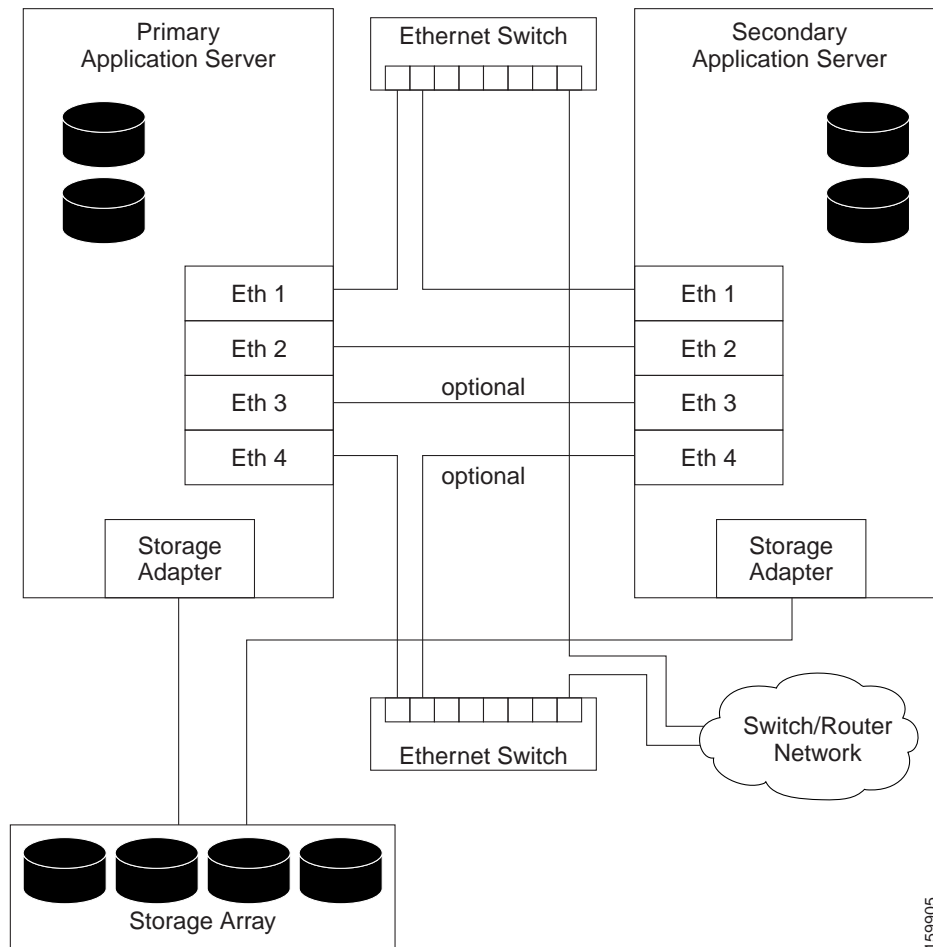 Primary
Application Server
Ethernet Switch
Secondary
Application Server
Eth 1
Eth 2
Eth 3
Eth 4
optional
optional
Eth 1
Eth 2
Eth 3
Eth 4
Storage
Adapter
Storage
Adapter
Ethernet Switch
Switch/Router
Network
Storage Array
159905